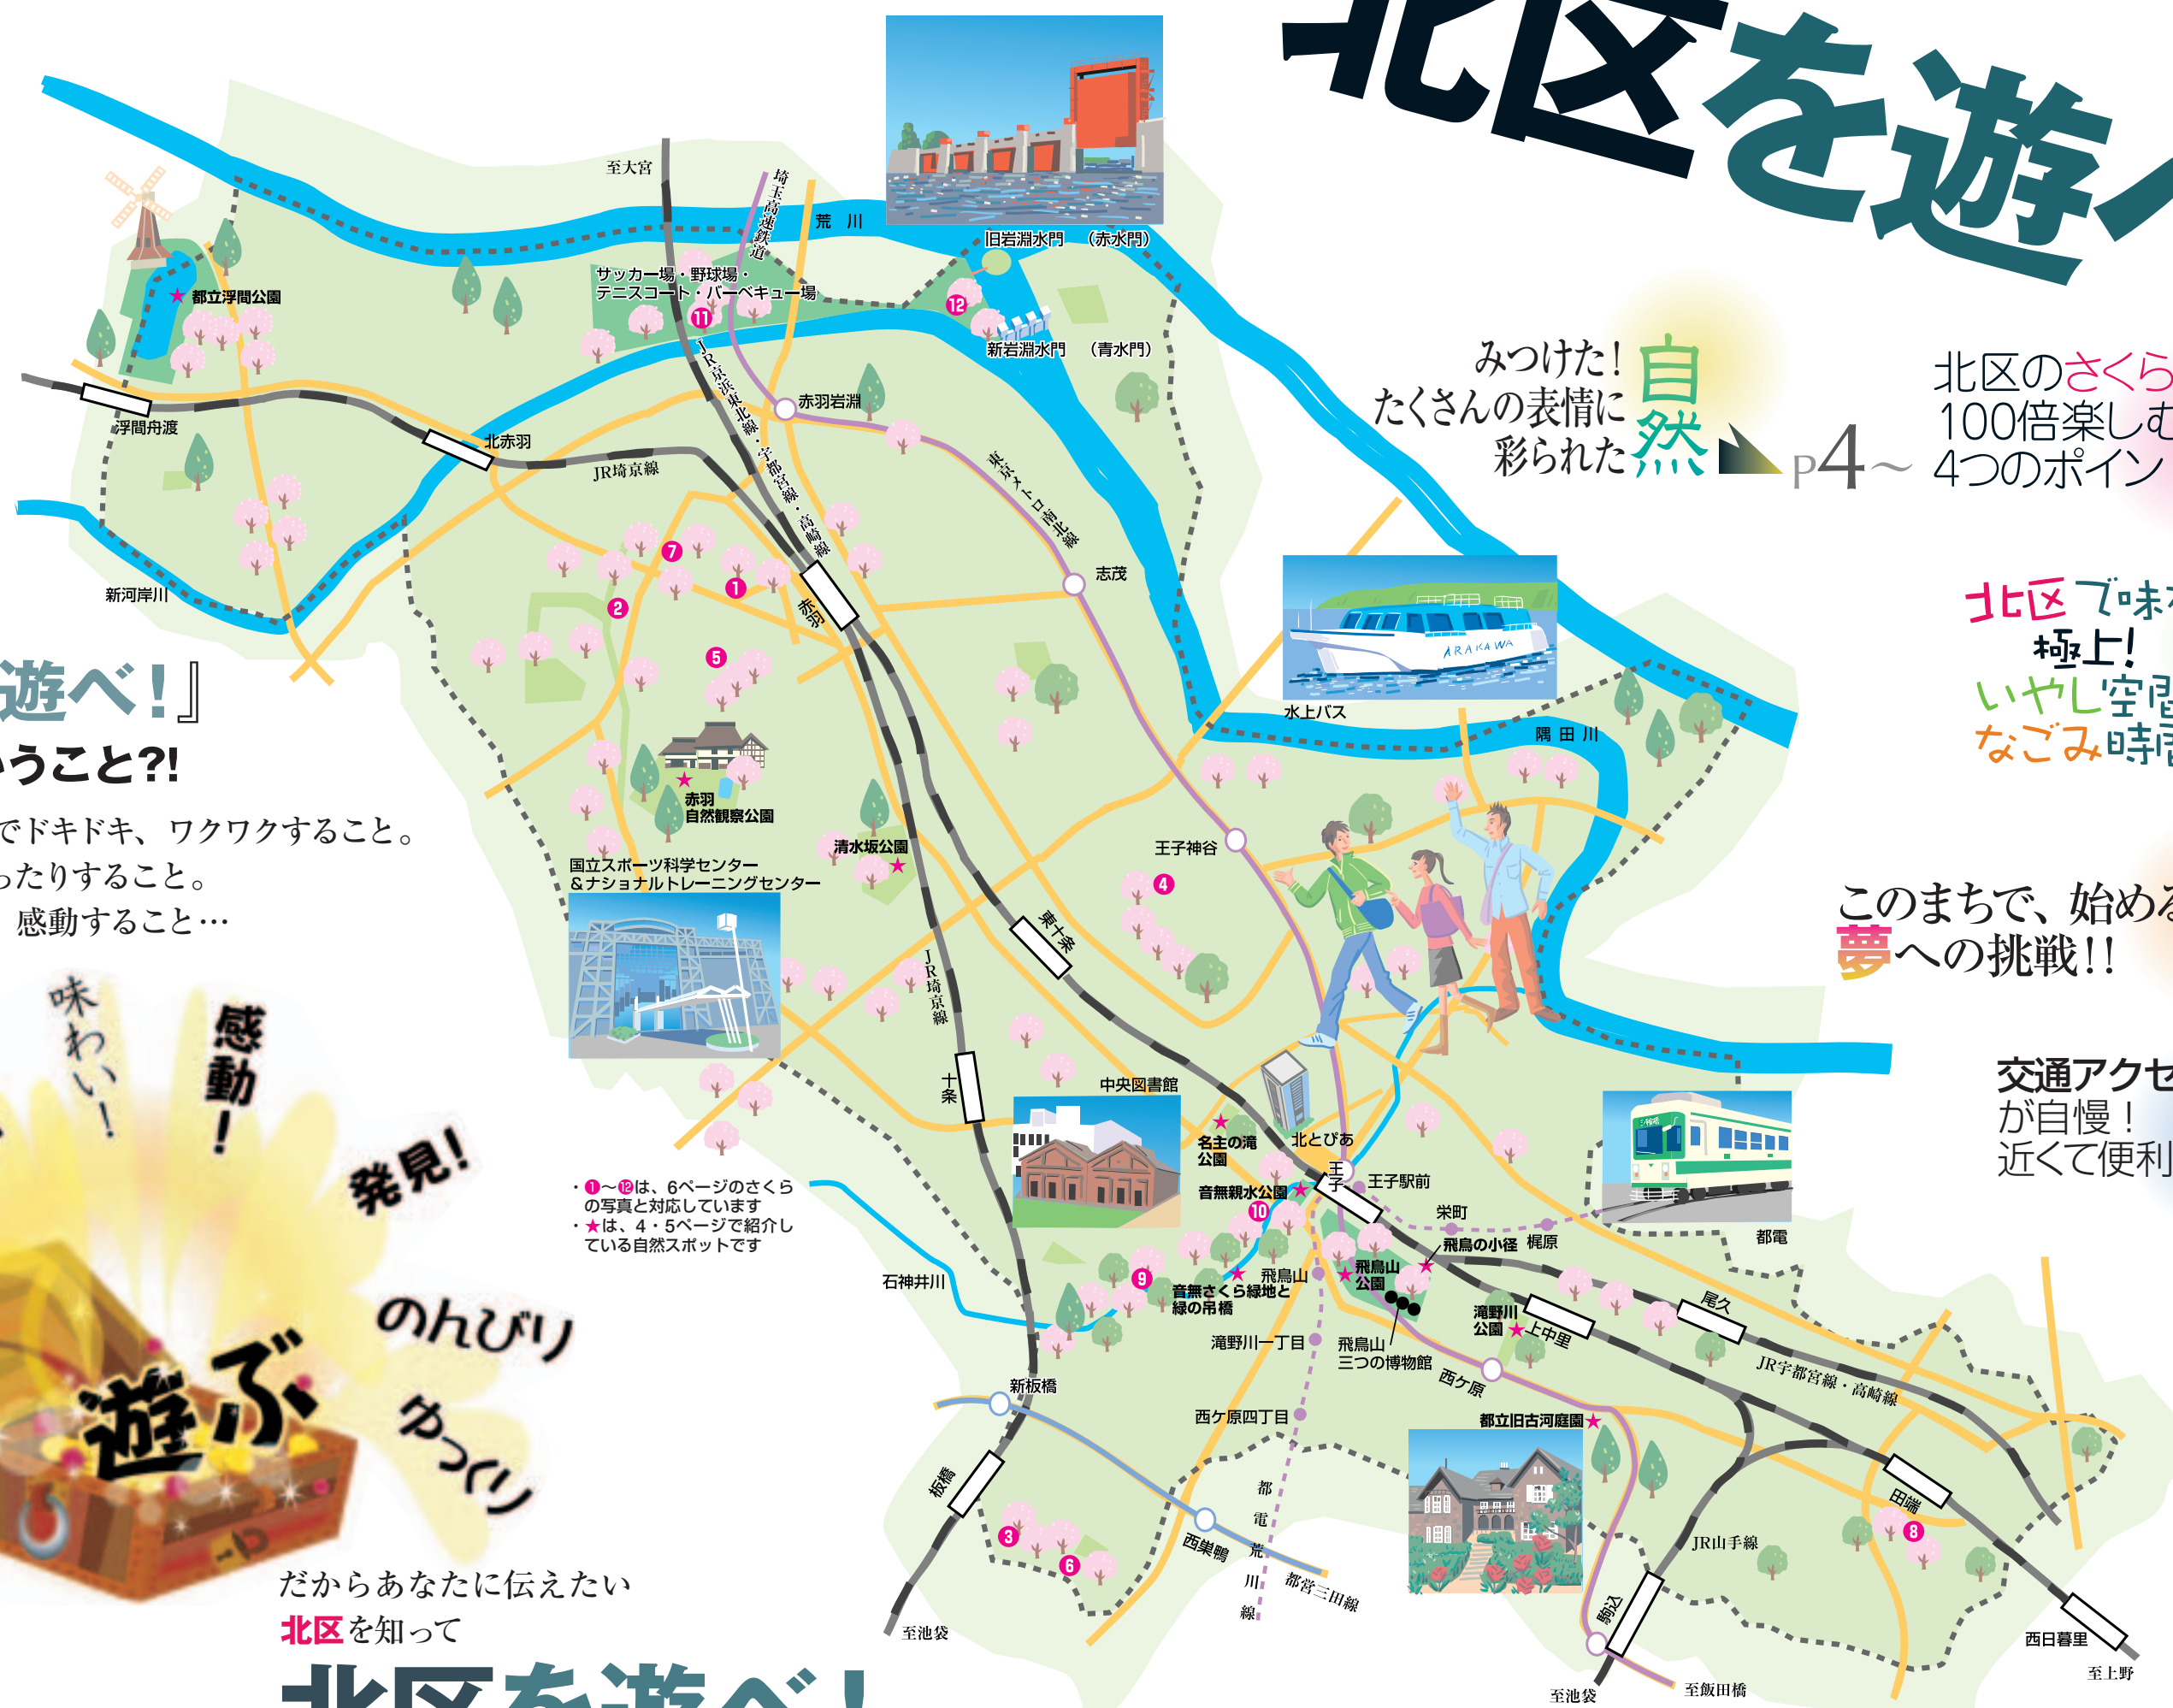 北区を遊べ
みつけた！
たくさんの表情に
彩られた
自然
P4〜
北区のさくら
100倍楽しむ
4つのポイン
北区で味わ
極上！
いやし空間
なごみ時間
このまちで、始める
夢への挑戦!!
交通アクセ
が自慢！
近くて便利
遊べ！』
いうこと?!
でドキドキ、ワクワクすること。
ったりすること。
感動すること…
味わい！
感動！
発見！
のんびり
ゆっくり
遊ぶ
だからあなたに伝えたい
北区を知って
北区を遊べ！
至大宮
埼玉高速鉄道
荒川
旧岩淵水門 （赤水門）
サッカー場・野球場・
テニスコート・バーベキュー場
⑪
⑫
新岩淵水門 （青水門）
都立浮間公園
浮間舟渡
北赤羽
JR埼京線
JR京浜東北線・宇都宮線・高崎線
赤羽岩淵
東京メトロ南北線
志茂
新河岸川
⑦
①
②
赤羽
⑤
ARAKAWA
水上バス
隅田川
赤羽
自然観察公園
清水坂公園
国立スポーツ科学センター
＆ナショナルトレーニングセンター
王子神谷
④
東十条
JR埼京線
十条
中央図書館
名主の滝
公園
北とぴあ
王子
王子駅前
音無親水公園
⑩
栄町
梶原
都電
飛鳥の小径
・①〜⑫は、6ページのさくら
の写真と対応しています
・★は、4・5ページで紹介し
ている自然スポットです
石神井川
⑨
音無さくら緑地と
緑の吊橋
飛鳥山
飛鳥山
公園
滝野川
公園
上中里
尾久
滝野川一丁目
飛鳥山
三つの博物館
西ケ原
JR宇都宮線・高崎線
新板橋
西ケ原四丁目
都立旧古河庭園
板橋
都電荒川線
田端
⑧
③
⑥
西巣鴨
都営三田線
JR山手線
駒込
至池袋
西日暮里
至上野
至池袋
至飯田橋